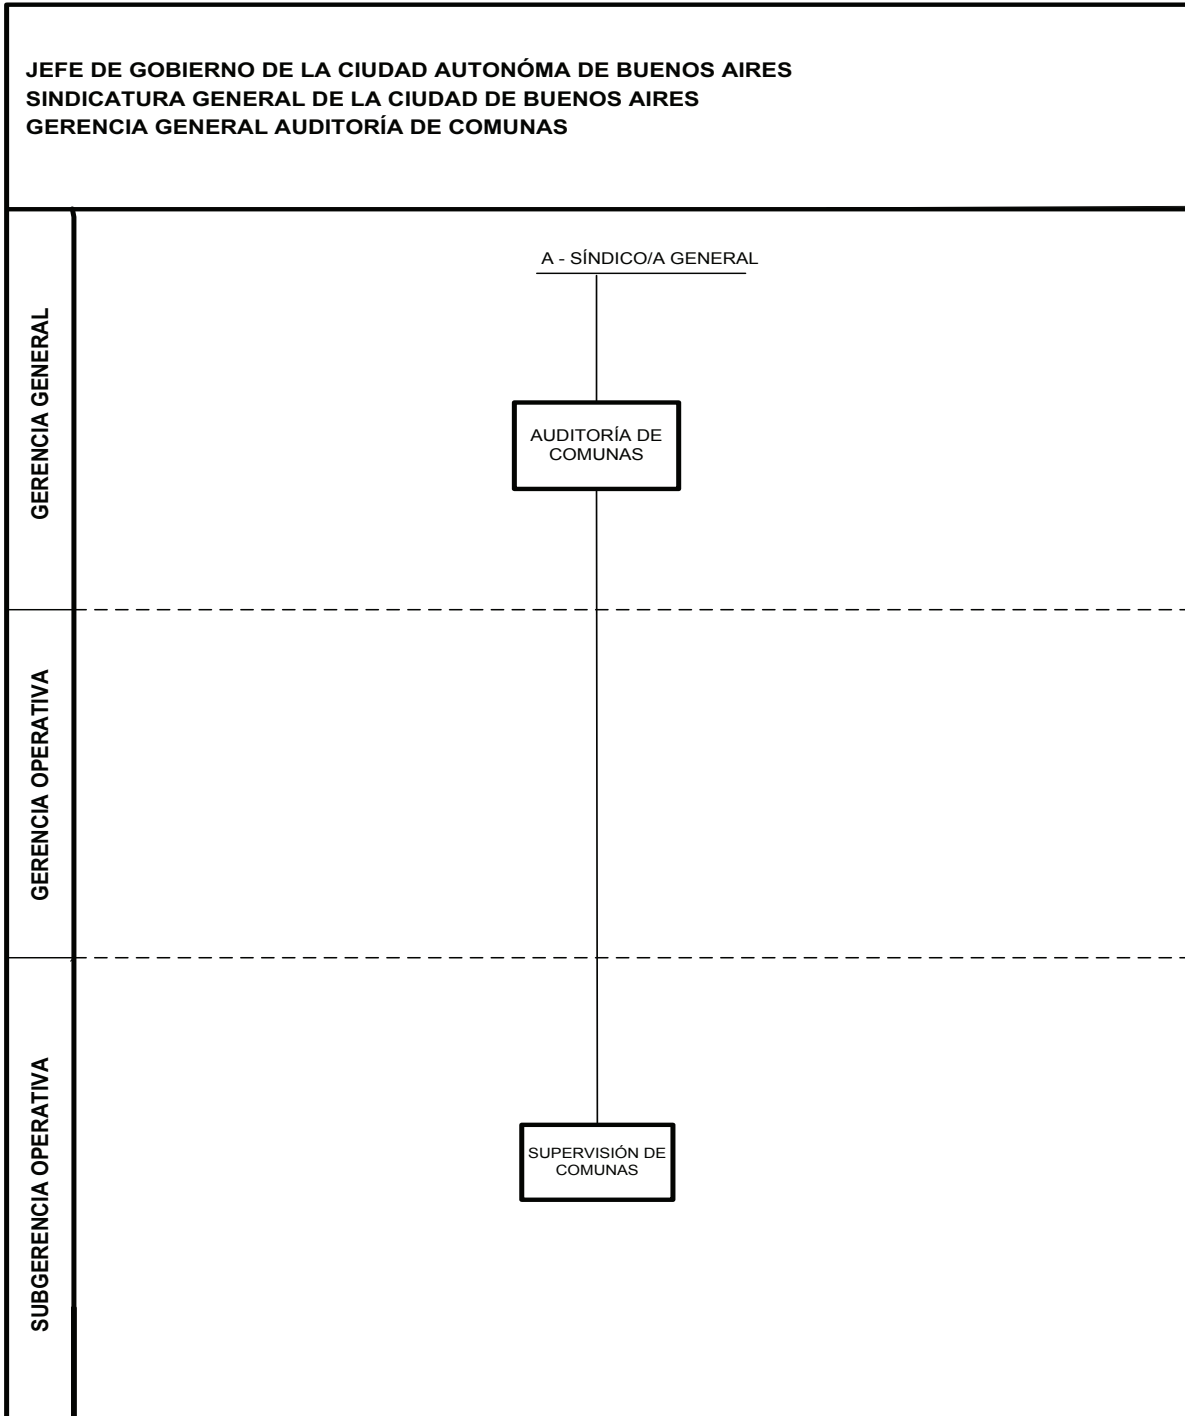 JEFE DE GOBIERNO DE LA CIUDAD AUTONÓMA DE BUENOS AIRES
SINDICATURA GENERAL DE LA CIUDAD DE BUENOS AIRES
GERENCIA GENERAL AUDITORÍA DE COMUNAS
GERENCIA GENERAL
A - SÍNDICO/A GENERAL
AUDITORÍA DE
COMUNAS
GERENCIA OPERATIVA
SUBGERENCIA OPERATIVA
SUPERVISIÓN DE
COMUNAS